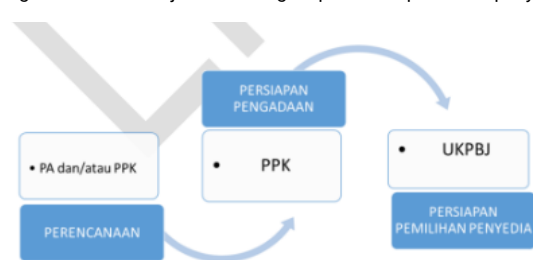 PERSIAPAN
PENGADAAN
• PA dan/atau PPK
• PPK
• UKPBJ
PERENCANAAN
PERSIAPAN
PEMILIHAN PENYEDIA